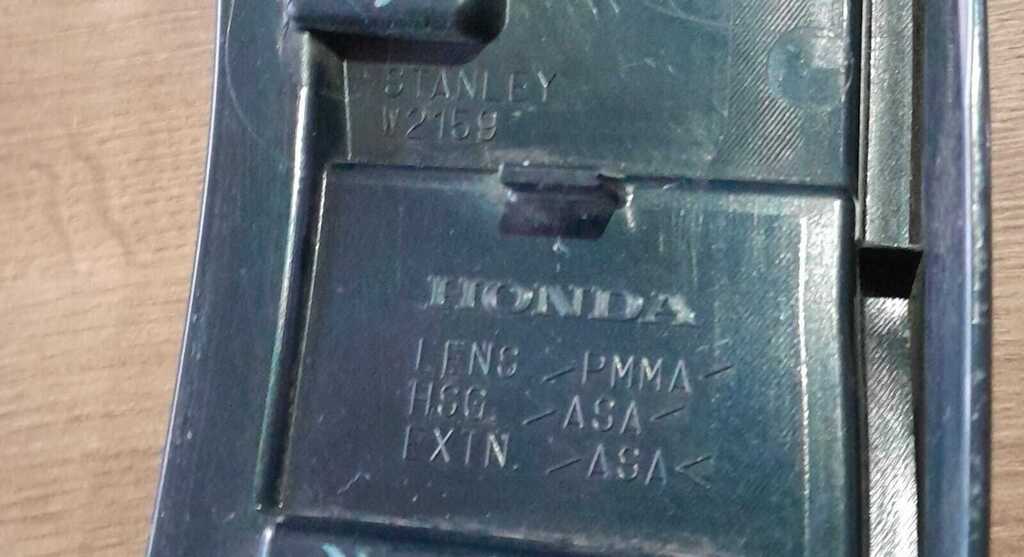 STANLEY
W2159
HONDA
LENS >PMMA<
HSG. >ASA<
EXTN. >ASA<